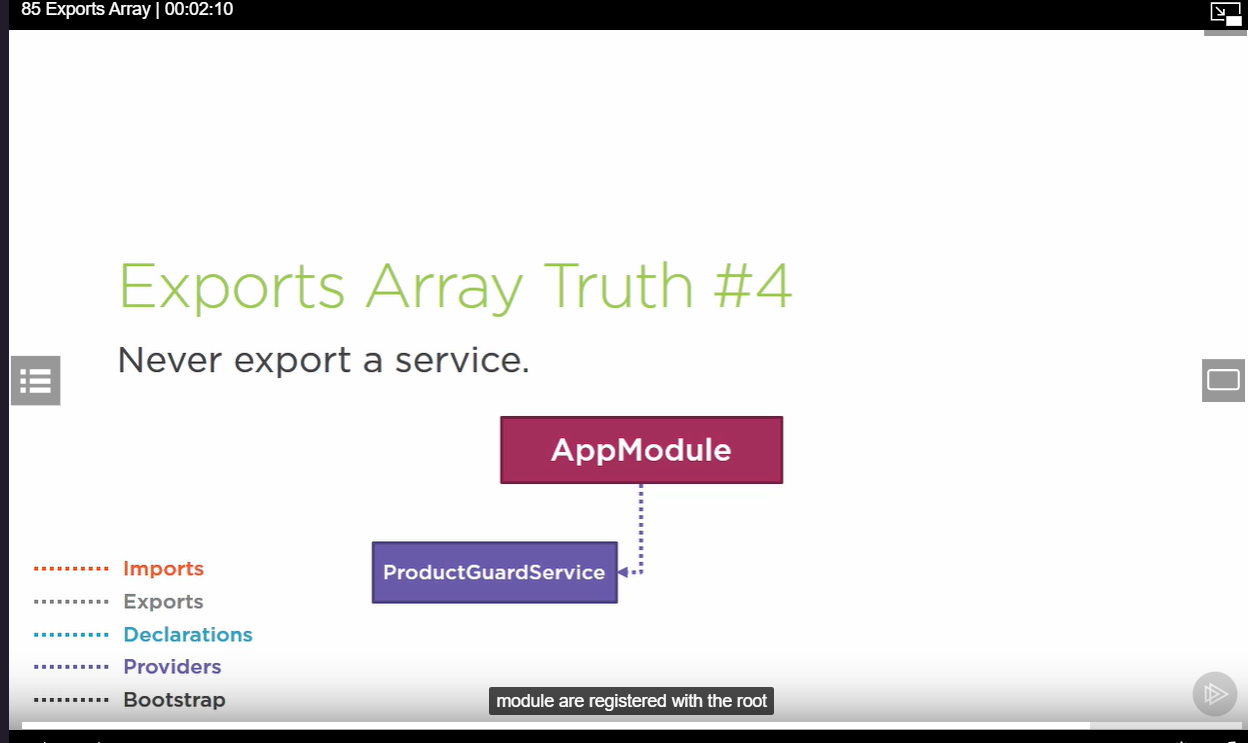 85 Exports Array | 00:02:10
Exports Array Truth #4
Never export a service.
AppModule
ProductGuardService
Imports
Exports
Declarations
Providers
Bootstrap
module are registered with the root